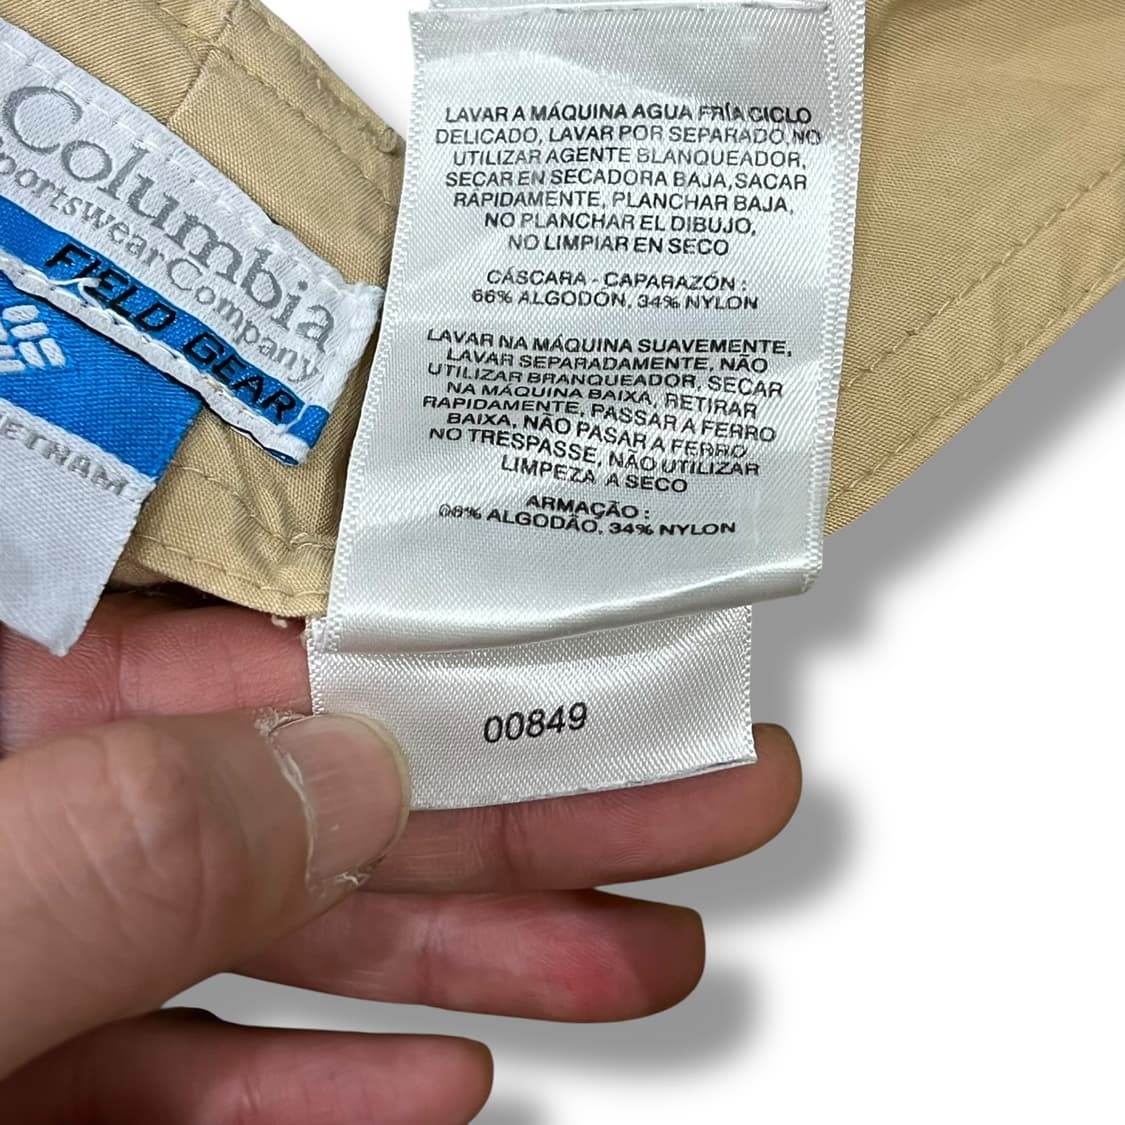 Columbia
Sportswear Company
FIELD GEAR
LAVAR A MÁQUINA AGUA FRÍA CICLO
DELICADO, LAVAR POR SEPARADO, NO
UTILIZAR AGENTE BLANQUEADOR,
SECAR EN SECADORA BAJA, SACAR
RÁPIDAMENTE, PLANCHAR BAJA,
NO PLANCHAR EL DIBUJO,
NO LIMPIAR EN SECO
CÁSCARA - CAPARAZÓN :
66% ALGODÓN, 34% NYLON
LAVAR NA MÁQUINA SUAVEMENTE,
LAVAR SEPARADAMENTE, NÃO
UTILIZAR BRANQUEADOR, SECAR
NA MÁQUINA BAIXA, RETIRAR
RAPIDAMENTE, PASSAR A FERRO
BAIXA, NÃO PASAR A FERRO
NO TRESPASSE, NÃO UTILIZAR
LIMPEZA A SECO
ARMAÇÃO :
66% ALGODÃO, 34% NYLON
00849